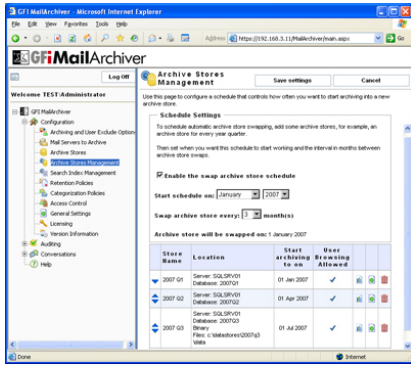 GFI MailArchiver - Microsoft Internet Explorer
File Edit View Favorites Tools Help
Address https://192.168.3.11/MailArchiver/main.aspx Go
GFiMailArchiver
Log Off
Welcome TEST\Administrator
GFI MailArchiver
Configuration
Archiving and User Exclude Option
Mail Servers to Archive
Archive Stores
Archive Stores Management
Search Index Management
Retention Policies
Categorization Policies
Access Control
General Settings
Licensing
Version Information
Auditing
Conversations
Help
Archive Stores
Management
Save settings
Cancel
Use this page to configure a schedule that controls how often you want to start archiving into a new
archive store.
Schedule Settings
To schedule automatic archive store swapping, add some archive stores, for example, an
archive store for every year quarter.
Then set when you want this schedule to start working and the interval in months between
archive store swaps.
Enable the swap archive store schedule
Start schedule on: January 2007
Swap archive store every: 3 month(s)
Archive store will be swapped on: 1 January 2007
Store Name Location Start archiving to on User Browsing Allowed
2007 Q1 Server: SQLSRV01 Database: 2007Q1 01 Jan 2007
2007 Q2 Server: SQLSRV01 Database: 2007Q2 01 Apr 2007
2007 Q3 Server: SQLSRV01 Database: 2007Q3 Binary Files: c:\datastores\2007q3\data 01 Jul 2007
Done
Internet